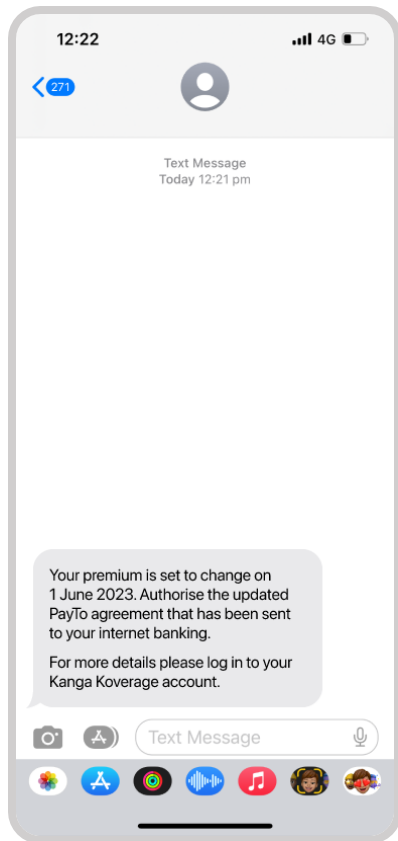 12:22
4G
271
Text Message
Today 12:21 pm
Your premium is set to change on
1 June 2023. Authorise the updated
PayTo agreement that has been sent
to your internet banking.
For more details please log in to your
Kanga Koverage account.
Text Message